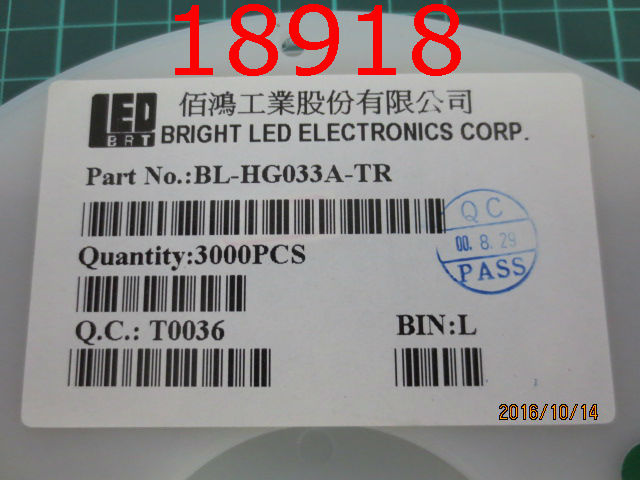 18918
LED
BRT
佰鴻工業股份有限公司
BRIGHT LED ELECTRONICS CORP.
Part No.:BL-HG033A-TR
QC
00. 8. 29
PASS
Quantity:3000PCS
Q.C.: T0036
BIN:L
2016/10/14